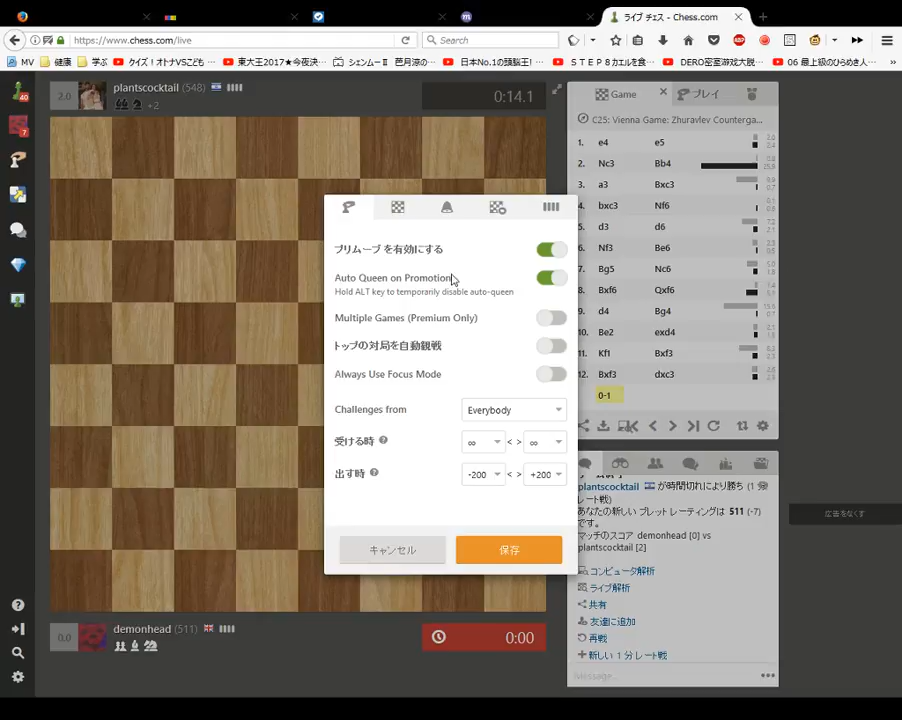 ライブ チェス - Chess.com
https://www.chess.com/live
Search
MV
健康
学ぶ
クイズ！オトナVSこども
東大王2017★今夜決...
シェンムーⅡ 芭月涼の...
日本No.1の頭脳王!
ＳＴＥＰ８カエルを食...
DERO密室游戏大脱...
06 最上級のひらめき人...
40
7
2.0
plantscocktail (548)
+2
0:14.1
Game
プレイ
C25: Vienna Game: Zhuravlev Counterga...
1. e4 e5
2. Nc3 Bb4
3. a3 Bxc3
4. bxc3 Nf6
5. d3 d6
6. Nf3 Be6
7. Bg5 Nc6
8. Bxf6 Qxf6
9. d4 Bg4
10. Be2 exd4
11. Kf1 Bxf3
12. Bxf3 dxc3
0-1
プリムーブ を有効にする
Auto Queen on Promotion
Hold ALT key to temporarily disable auto-queen
Multiple Games (Premium Only)
トップの対局を自動観戦
Always Use Focus Mode
Challenges from
Everybody
受ける時
∞ < > ∞
出す時
-200 < > +200
キャンセル
保存
plantscocktail が時間切れにより勝ち (1
レート戦)
あなたの新しい ブレット レーティングは 511 (-7)
です。
マッチのスコア demonhead [0] vs
plantscocktail [2]
コンピュータ解析
ライブ解析
共有
友達に追加
再戦
新しい 1 分 レート戦
Message...
広告をなくす
0.0
demonhead (511)
0:00